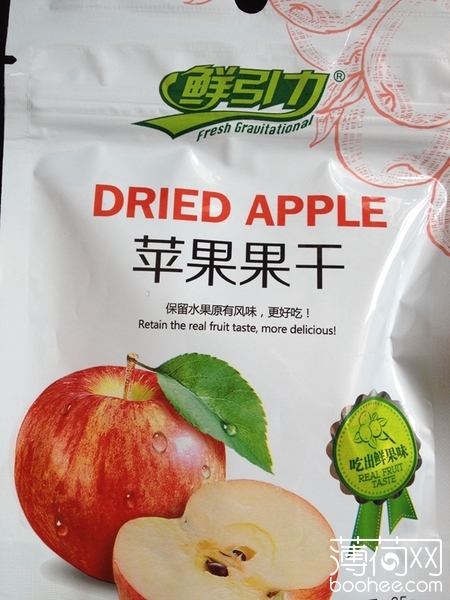 鲜引力®
Fresh Gravitational
DRIED APPLE
苹果果干
保留水果原有风味，更好吃！
Retain the real fruit taste, more delicious!
吃出鲜果味
REAL FRUIT
TASTE
薄荷网
boohee.com